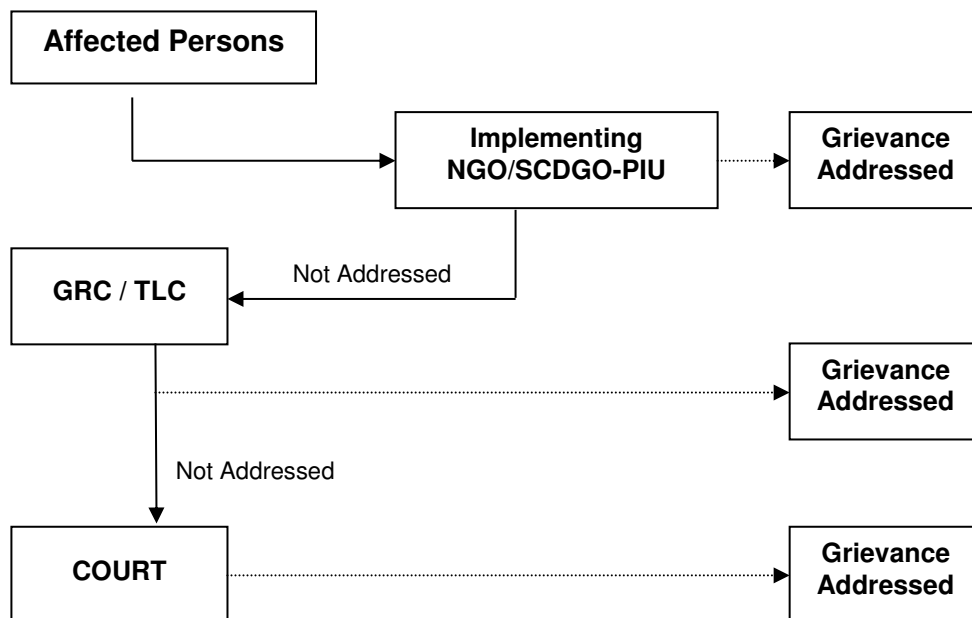 Affected Persons
Implementing
NGO/SCDGO-PIU
Grievance
Addressed
Not Addressed
GRC / TLC
Grievance
Addressed
Not Addressed
COURT
Grievance
Addressed